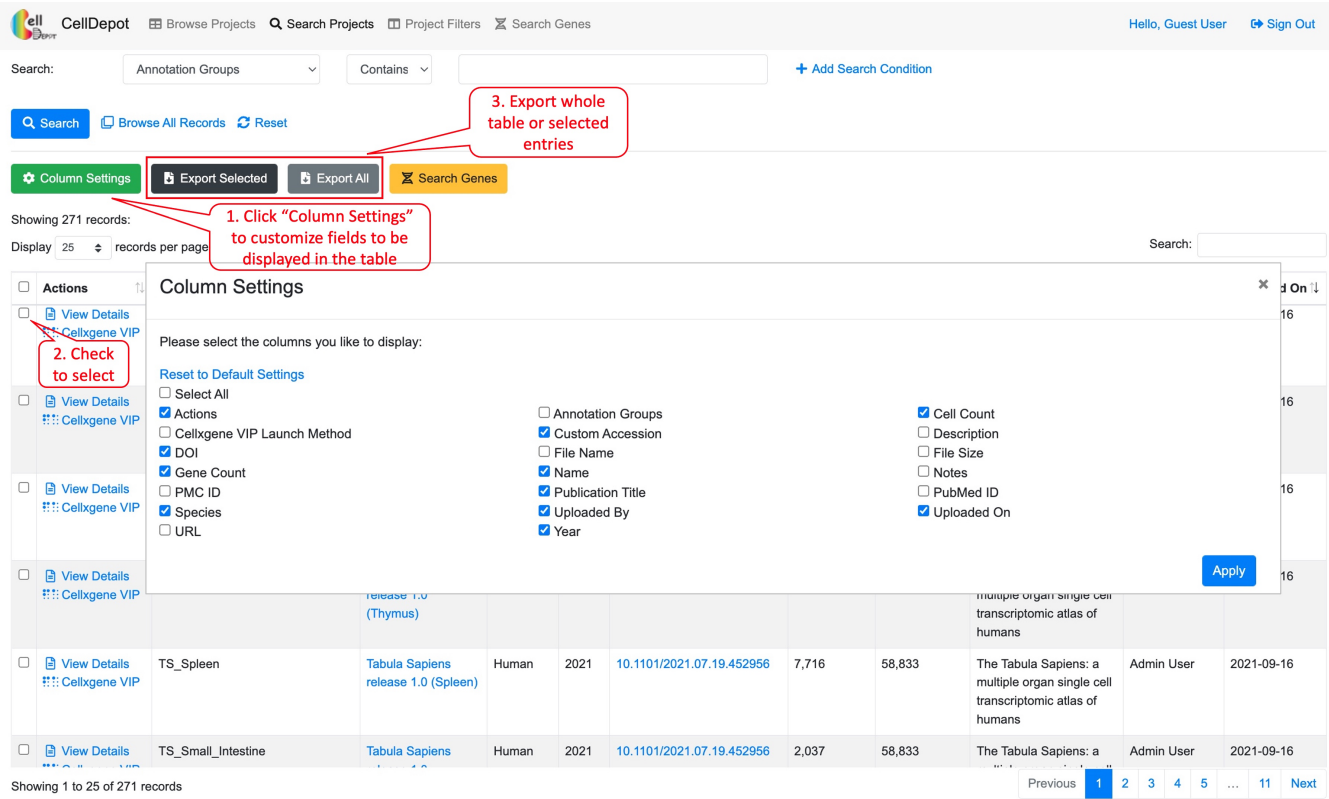 Cell Depot CellDepot Browse Projects Search Projects Project Filters Search Genes Hello, Guest User Sign Out
Search: Annotation Groups Contains + Add Search Condition
3. Export whole
table or selected
entries
Search Browse All Records Reset
Column Settings Export Selected Export All Search Genes
1. Click “Column Settings”
to customize fields to be
displayed in the table
Showing 271 records:
Display 25 records per page Search:
Actions d On
View Details 16
Cellxgene VIP
2. Check
to select
View Details 16
Cellxgene VIP
View Details 16
Cellxgene VIP
View Details 16
Cellxgene VIP
Column Settings ×
Please select the columns you like to display:
Reset to Default Settings
Select All
Actions Annotation Groups Cell Count
Cellxgene VIP Launch Method Custom Accession Description
DOI File Name File Size
Gene Count Name Notes
PMC ID Publication Title PubMed ID
Species Uploaded By Uploaded On
URL Year
Apply
release 1.0 multiple organ single cell
(Thymus) transcriptomic atlas of
humans
View Details TS_Spleen Tabula Sapiens Human 2021 10.1101/2021.07.19.452956 7,716 58,833 The Tabula Sapiens: a Admin User 2021-09-16
Cellxgene VIP release 1.0 (Spleen) multiple organ single cell
transcriptomic atlas of
humans
View Details TS_Small_Intestine Tabula Sapiens Human 2021 10.1101/2021.07.19.452956 2,037 58,833 The Tabula Sapiens: a Admin User 2021-09-16
Showing 1 to 25 of 271 records Previous 1 2 3 4 5 … 11 Next